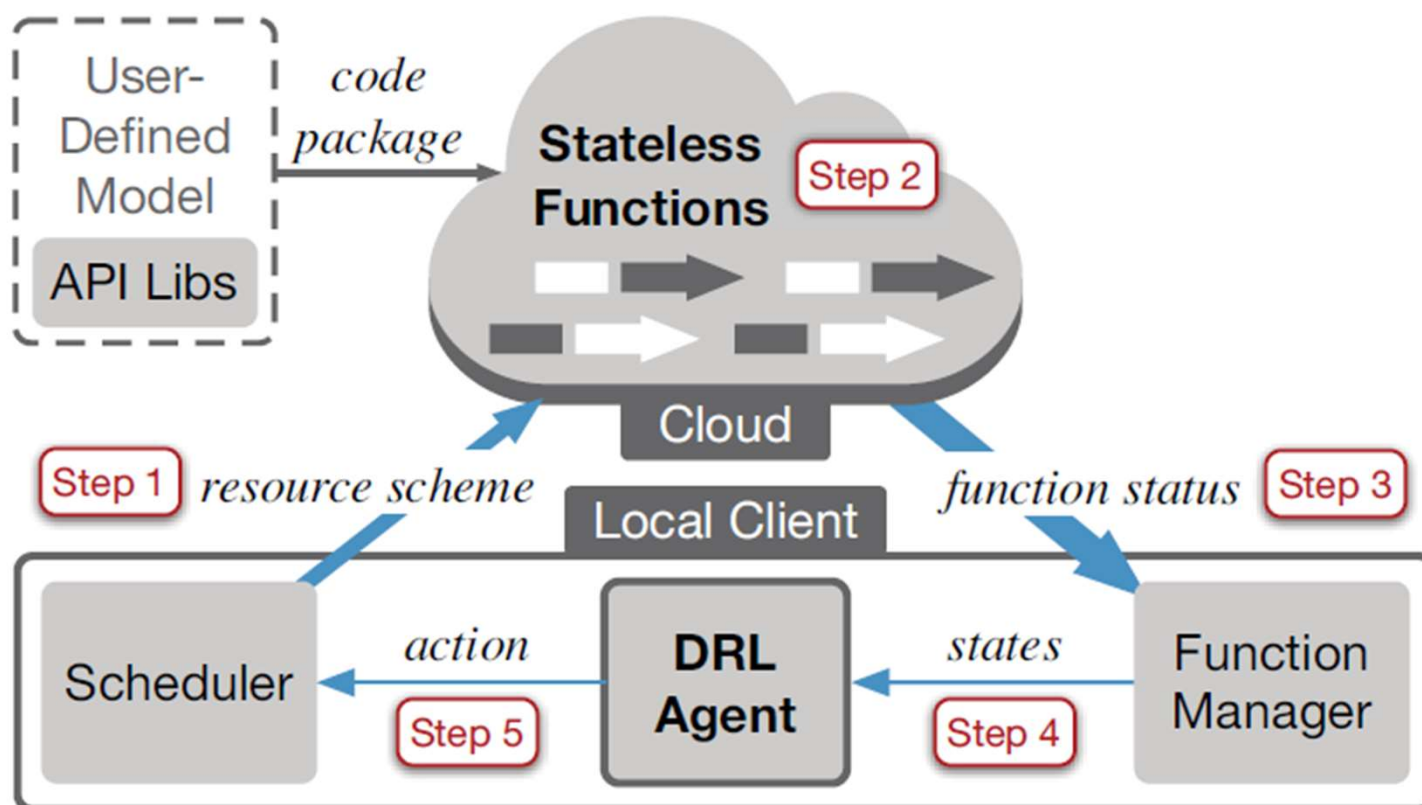 User-
Defined
Model
API Libs
code
package
Stateless
Functions
Step 2
Cloud
Step 1
resource scheme
function status
Step 3
Local Client
Scheduler
action
Step 5
DRL
Agent
states
Step 4
Function
Manager